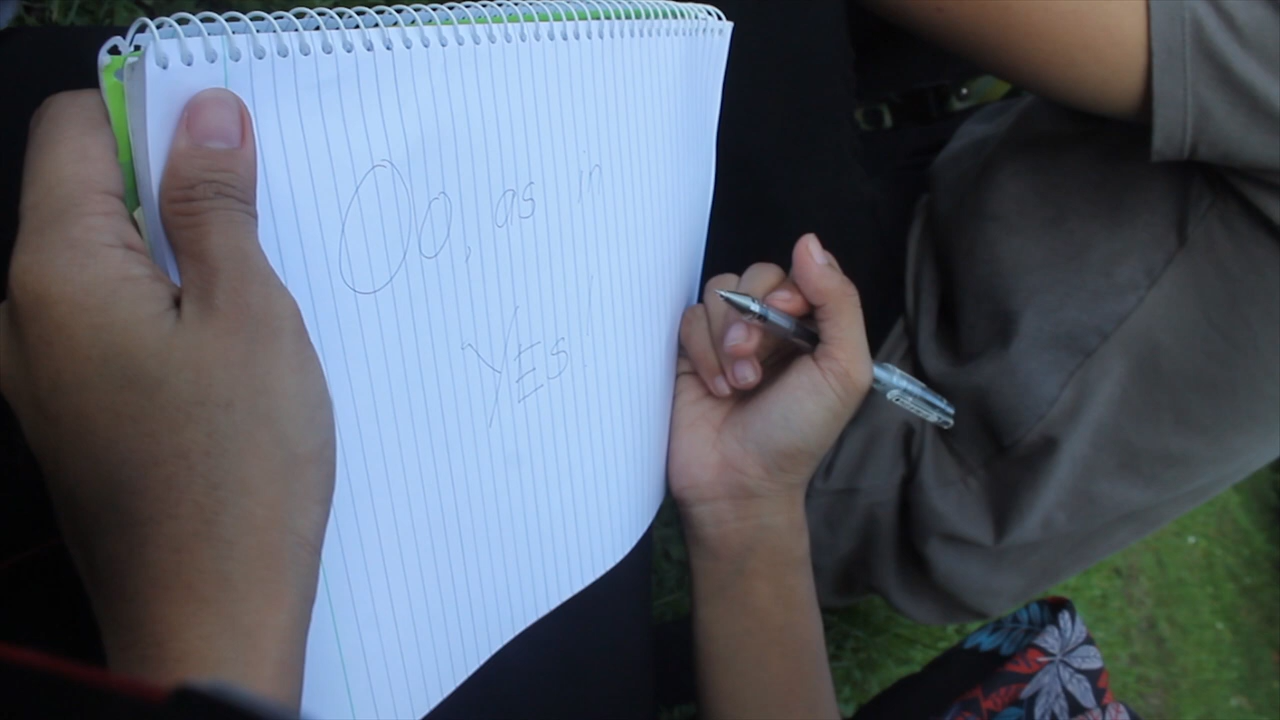 Oo, as in
YES!